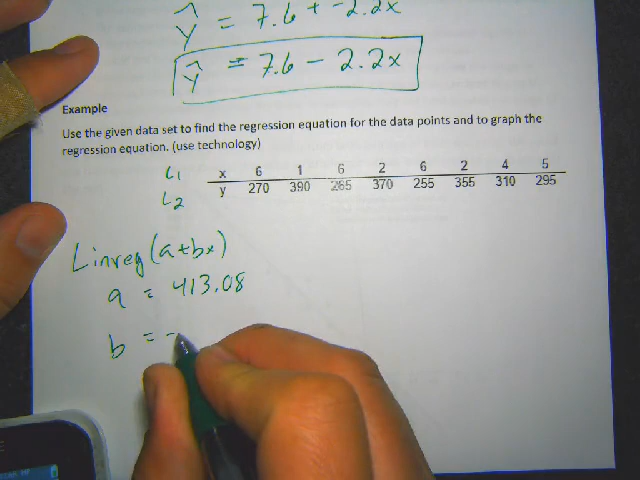 ŷ = 7.6 + -2.2x
ŷ = 7.6 - 2.2x
Example
Use the given data set to find the regression equation for the data points and to graph the
regression equation. (use technology)
L1 x 6 1 6 2 6 2 4 5
L2 y 270 390 265 370 255 355 310 295
Linreg(a+bx)
a = 413.08
b = -